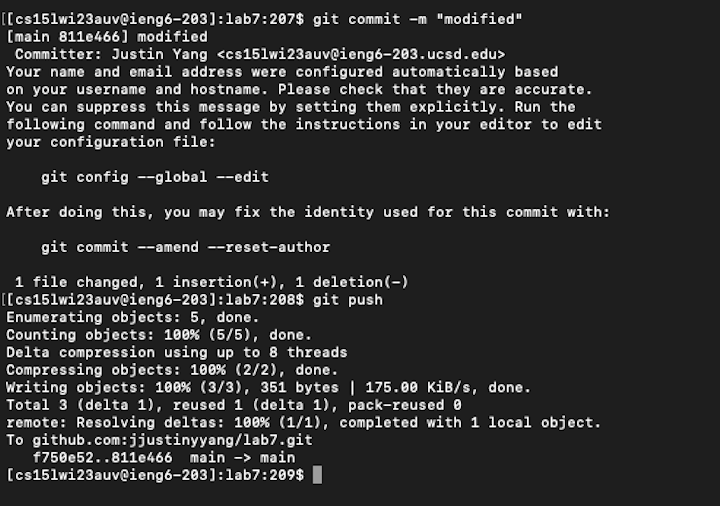 [[cs15lwi23auv@ieng6-203]:lab7:207$ git commit -m "modified"
[main 811e466] modified
 Committer: Justin Yang <cs15lwi23auv@ieng6-203.ucsd.edu>
Your name and email address were configured automatically based
on your username and hostname. Please check that they are accurate.
You can suppress this message by setting them explicitly. Run the
following command and follow the instructions in your editor to edit
your configuration file:

    git config --global --edit

After doing this, you may fix the identity used for this commit with:

    git commit --amend --reset-author

 1 file changed, 1 insertion(+), 1 deletion(-)
[[cs15lwi23auv@ieng6-203]:lab7:208$ git push
Enumerating objects: 5, done.
Counting objects: 100% (5/5), done.
Delta compression using up to 8 threads
Compressing objects: 100% (2/2), done.
Writing objects: 100% (3/3), 351 bytes | 175.00 KiB/s, done.
Total 3 (delta 1), reused 1 (delta 1), pack-reused 0
remote: Resolving deltas: 100% (1/1), completed with 1 local object.
To github.com:jjustinyyang/lab7.git
   f750e52..811e466  main -> main
[cs15lwi23auv@ieng6-203]:lab7:209$